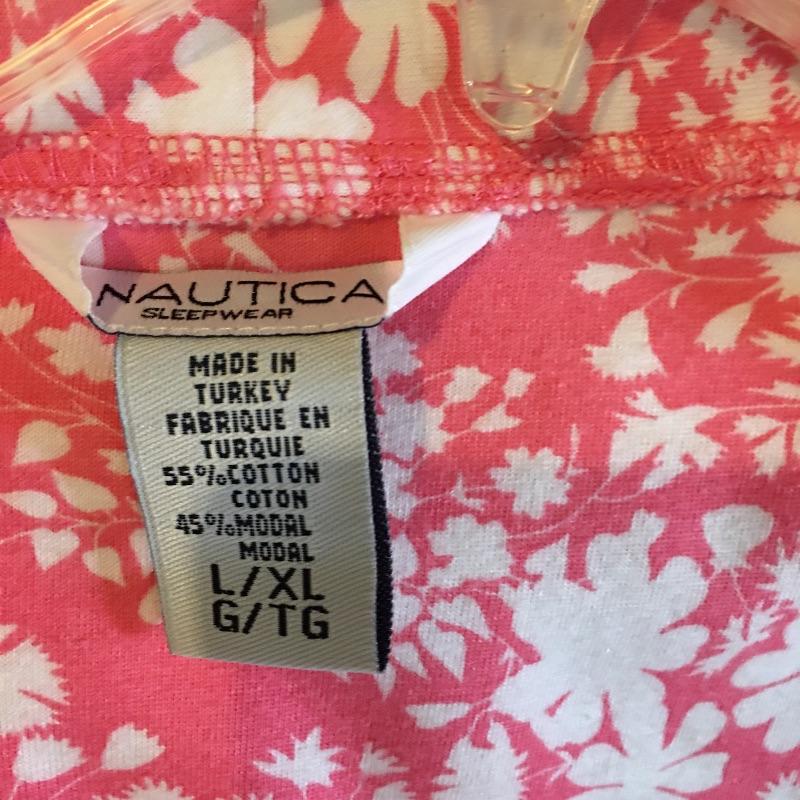 NAUTICA
SLEEPWEAR
MADE IN
TURKEY
FABRIQUE EN
TURQUIE
55%COTTON
COTON
45%MODAL
MODAL
L/XL
G/TG